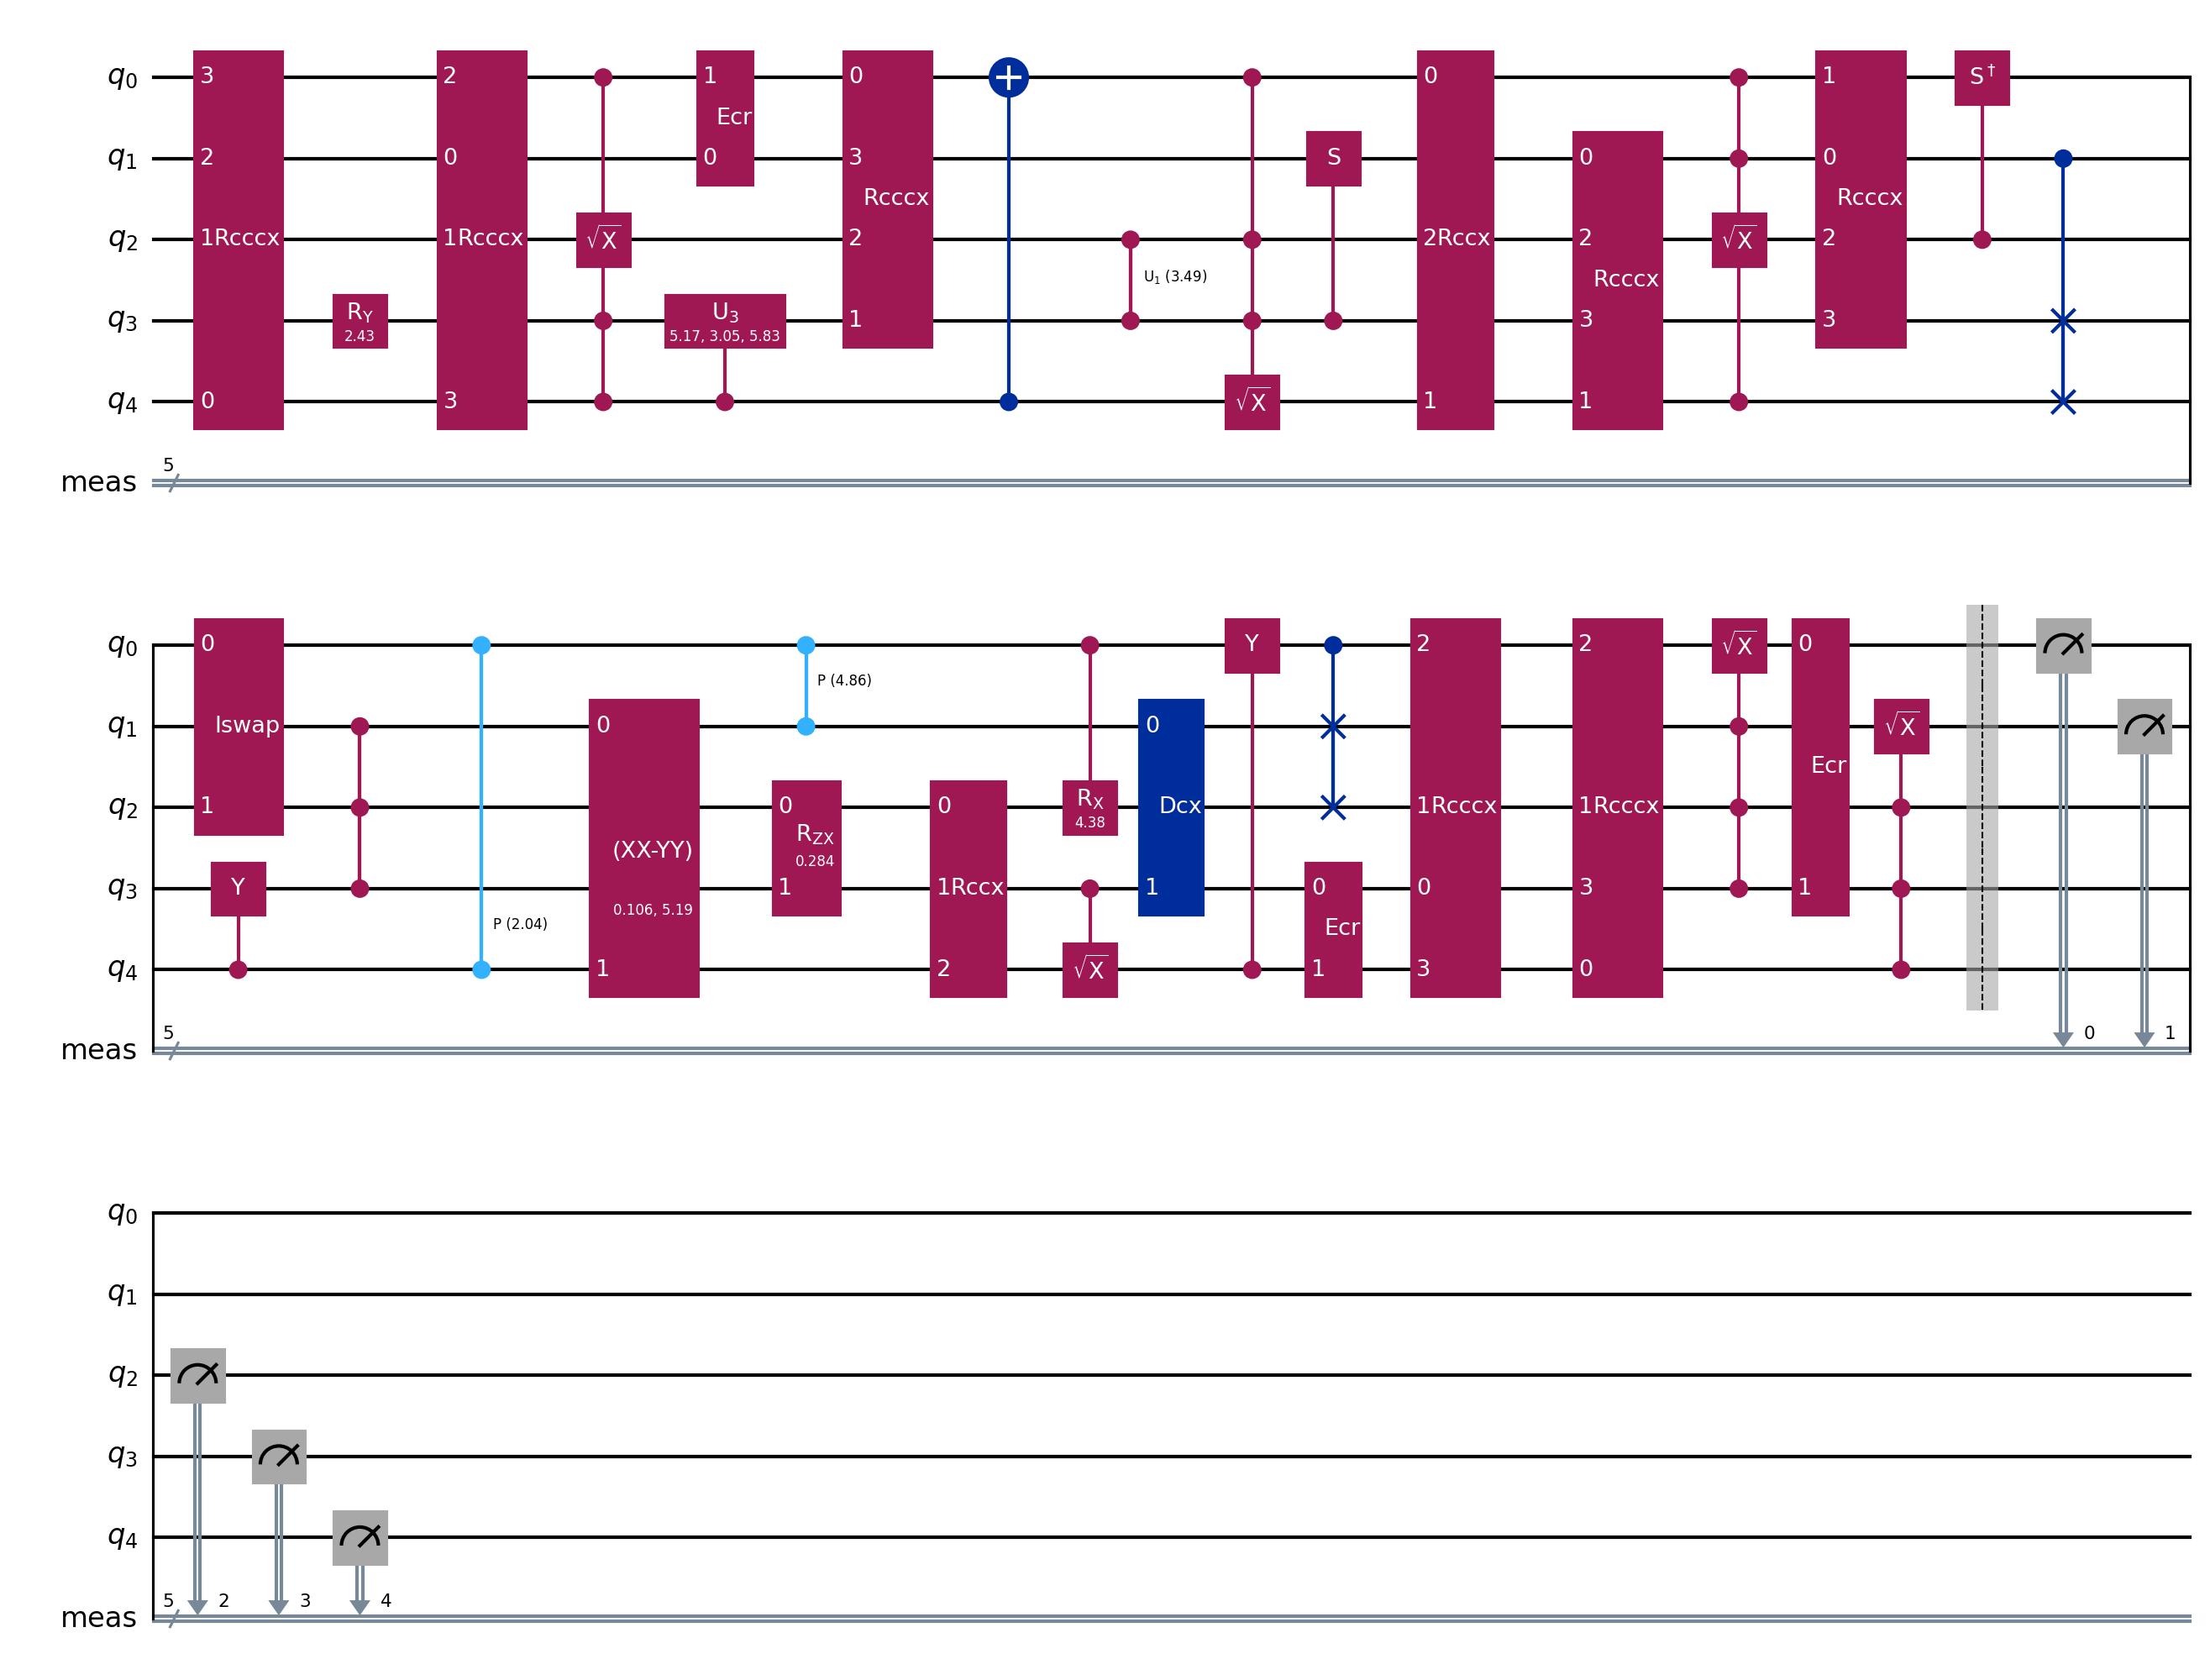 q0 3 2 1 Ecr 0 1 S†
q1 2 0 0 3 Rcccx S 0 0 Rcccx
q2 1Rcccx 1Rcccx √X 2 U1 (3.49) 2Rccx 2 Rcccx √X 2
q3 RY 2.43 U3 5.17, 3.05, 5.83 1 3 3
q4 0 3 √X 1 1
meas 5
q0 0 P (4.86) Y 2 2 √X 0
q1 Iswap 0 0 Ecr √X
q2 1 (XX-YY) 0 RZX 0.284 0 RX 4.38 Dcx 1Rcccx 1Rcccx
q3 Y P (2.04) 0.106, 5.19 1 1Rccx 1 0 Ecr 0 3 1
q4 1 2 √X 1 3 0
meas 5 0 1
q0
q1
q2
q3
q4
meas 5 2 3 4